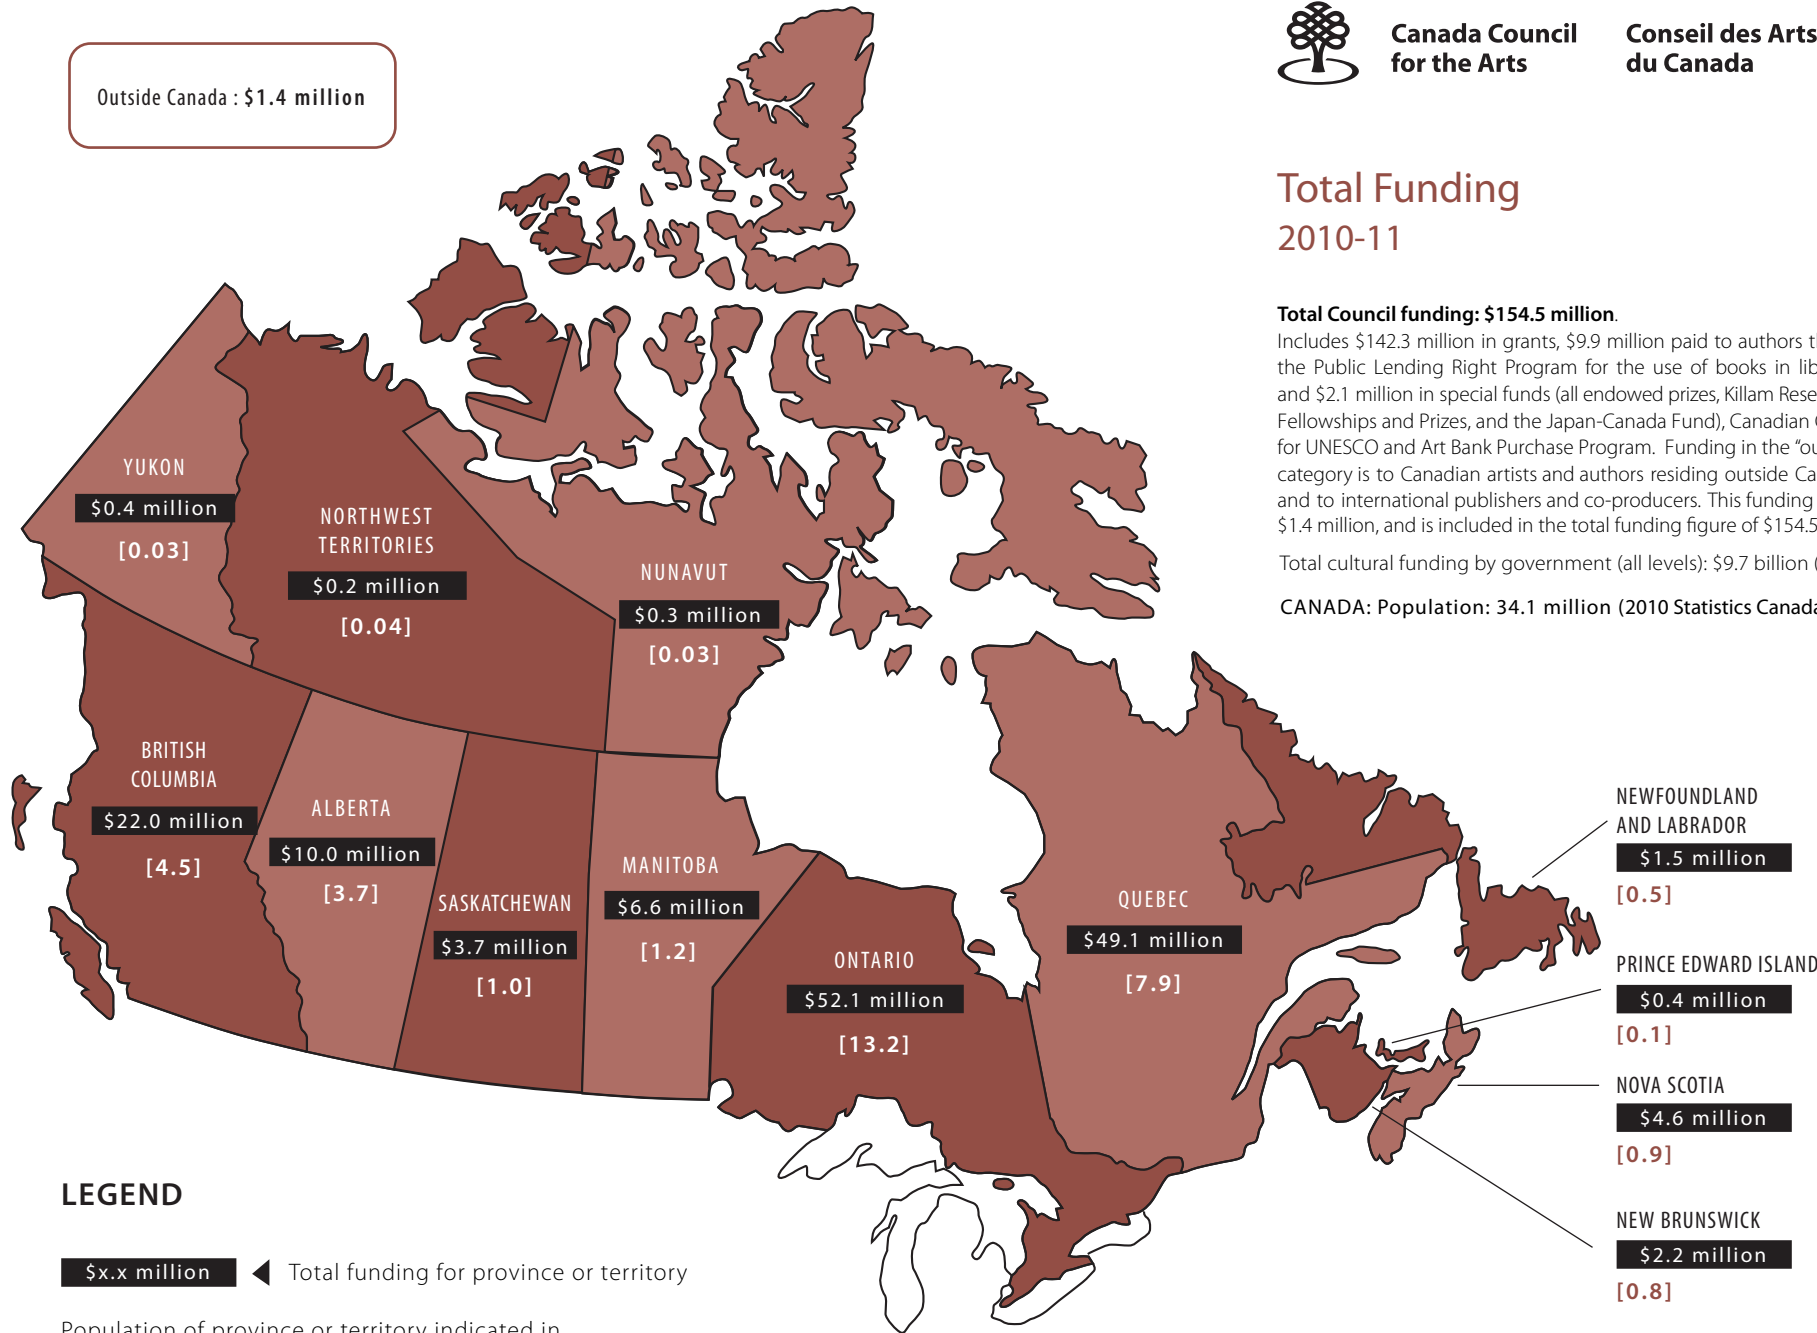 Outside Canada : $1.4 million
Canada Council
for the Arts
Conseil des Arts
du Canada
Total Funding
2010-11
Total Council funding: $154.5 million.
Includes $142.3 million in grants, $9.9 million paid to authors
the Public Lending Right Program for the use of books in
and $2.1 million in special funds (all endowed prizes, Killam
Fellowships and Prizes, and the Japan-Canada Fund), Canadian
for UNESCO and Art Bank Purchase Program. Funding in the
category is to Canadian artists and authors residing outside
and to international publishers and co-producers. This funding
$1.4 million, and is included in the total funding figure of $154.5
Total cultural funding by government (all levels): $9.7 billion (
CANADA: Population: 34.1 million (2010 Statistics
YUKON
$0.4 million
[0.03]
NORTHWEST
TERRITORIES
$0.2 million
[0.04]
NUNAVUT
$0.3 million
[0.03]
BRITISH
COLUMBIA
$22.0 million
[4.5]
ALBERTA
$10.0 million
[3.7]
SASKATCHEWAN
$3.7 million
[1.0]
MANITOBA
$6.6 million
[1.2]
ONTARIO
$52.1 million
[13.2]
QUEBEC
$49.1 million
[7.9]
NEWFOUNDLAND
AND LABRADOR
$1.5 million
[0.5]
PRINCE EDWARD ISLAND
$0.4 million
[0.1]
NOVA SCOTIA
$4.6 million
[0.9]
NEW BRUNSWICK
$2.2 million
[0.8]
LEGEND
$x.x million
Total funding for province or territory
Population of province or territory indicated in